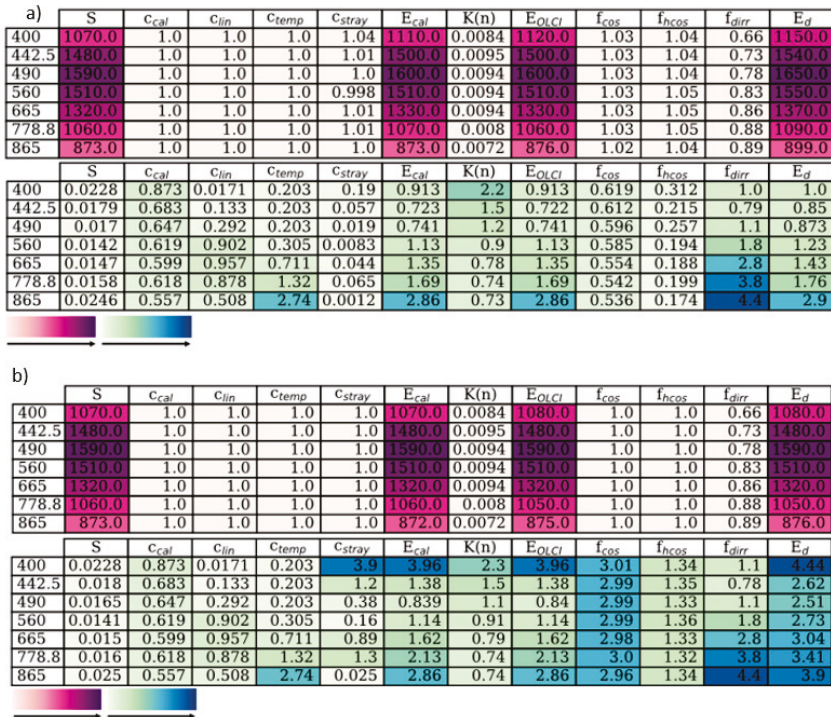 a)
S c_cal c_lin c_temp c_stray E_cal K(n) E_OLCI f_cos f_hcos f_dirr E_d
400 1070.0 1.0 1.0 1.0 1.04 1110.0 0.0084 1120.0 1.03 1.04 0.66 1150.0
442.5 1480.0 1.0 1.0 1.0 1.01 1500.0 0.0095 1500.0 1.03 1.04 0.73 1540.0
490 1590.0 1.0 1.0 1.0 1.0 1600.0 0.0094 1600.0 1.03 1.04 0.78 1650.0
560 1510.0 1.0 1.0 1.0 0.998 1510.0 0.0094 1510.0 1.03 1.05 0.83 1550.0
665 1320.0 1.0 1.0 1.0 1.01 1330.0 0.0094 1330.0 1.03 1.05 0.86 1370.0
778.8 1060.0 1.0 1.0 1.0 1.01 1070.0 0.008 1060.0 1.03 1.04 0.88 1090.0
865 873.0 1.0 1.0 1.0 1.0 873.0 0.0072 876.0 1.02 1.04 0.89 899.0
S c_cal c_lin c_temp c_stray E_cal K(n) E_OLCI f_cos f_hcos f_dirr E_d
400 0.0228 0.873 0.0171 0.203 0.19 0.913 2.2 0.913 0.619 0.312 1.0 1.0
442.5 0.0179 0.683 0.133 0.203 0.057 0.723 1.5 0.722 0.612 0.215 0.79 0.85
490 0.017 0.647 0.292 0.203 0.019 0.741 1.2 0.741 0.596 0.257 1.1 0.873
560 0.0142 0.619 0.902 0.305 0.0083 1.13 0.9 1.13 0.585 0.194 1.8 1.23
665 0.0147 0.599 0.957 0.711 0.044 1.35 0.78 1.35 0.554 0.188 2.8 1.43
778.8 0.0158 0.618 0.878 1.32 0.065 1.69 0.74 1.69 0.542 0.199 3.8 1.76
865 0.0246 0.557 0.508 2.74 0.0012 2.86 0.73 2.86 0.536 0.174 4.4 2.9
b)
S c_cal c_lin c_temp c_stray E_cal K(n) E_OLCI f_cos f_hcos f_dirr E_d
400 1070.0 1.0 1.0 1.0 1.0 1070.0 0.0084 1080.0 1.0 1.0 0.66 1080.0
442.5 1480.0 1.0 1.0 1.0 1.0 1480.0 0.0095 1480.0 1.0 1.0 0.73 1480.0
490 1590.0 1.0 1.0 1.0 1.0 1590.0 0.0094 1590.0 1.0 1.0 0.78 1590.0
560 1510.0 1.0 1.0 1.0 1.0 1510.0 0.0094 1510.0 1.0 1.0 0.83 1510.0
665 1320.0 1.0 1.0 1.0 1.0 1320.0 0.0094 1320.0 1.0 1.0 0.86 1320.0
778.8 1060.0 1.0 1.0 1.0 1.0 1060.0 0.008 1050.0 1.0 1.0 0.88 1050.0
865 873.0 1.0 1.0 1.0 1.0 872.0 0.0072 875.0 1.0 1.0 0.89 876.0
S c_cal c_lin c_temp c_stray E_cal K(n) E_OLCI f_cos f_hcos f_dirr E_d
400 0.0228 0.873 0.0171 0.203 3.9 3.96 2.3 3.96 3.01 1.34 1.1 4.44
442.5 0.018 0.683 0.133 0.203 1.2 1.38 1.5 1.38 2.99 1.35 0.78 2.62
490 0.0165 0.647 0.292 0.203 0.38 0.839 1.1 0.84 2.99 1.33 1.1 2.51
560 0.0141 0.619 0.902 0.305 0.16 1.14 0.91 1.14 2.99 1.36 1.8 2.73
665 0.015 0.599 0.957 0.711 0.89 1.62 0.79 1.62 2.98 1.33 2.8 3.04
778.8 0.016 0.618 0.878 1.32 1.3 2.13 0.74 2.13 3.0 1.32 3.8 3.41
865 0.025 0.557 0.508 2.74 0.025 2.86 0.74 2.86 2.96 1.34 4.4 3.9